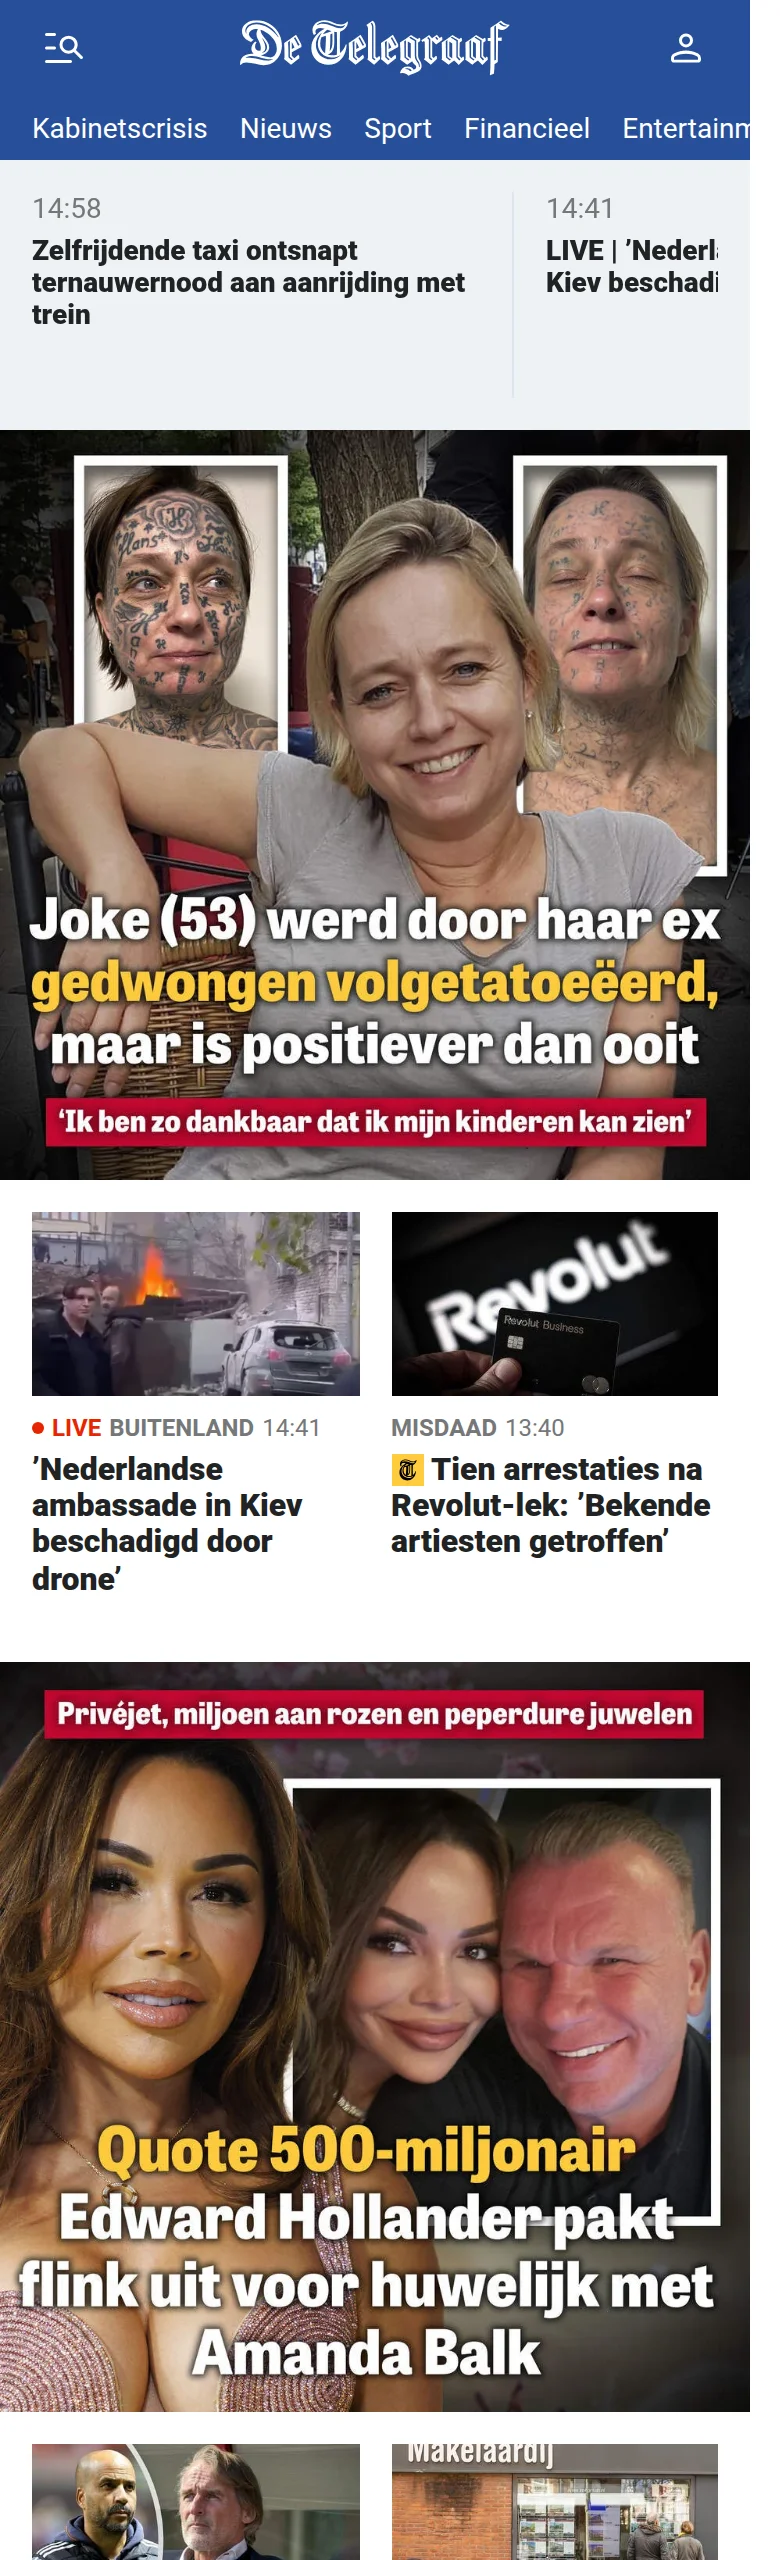 De Telegraaf
Kabinetscrisis Nieuws Sport Financieel Entertainm
14:58
Zelfrijdende taxi ontsnapt
ternauwernood aan aanrijding met
trein
14:41
LIVE | ’Nederla
Kiev beschadi
Joke (53) werd door haar ex
gedwongen volgetatoeëerd,
maar is positiever dan ooit
‘Ik ben zo dankbaar dat ik mijn kinderen kan zien’
LIVE BUITENLAND 14:41
’Nederlandse
ambassade in Kiev
beschadigd door
drone’
Revolut
Revolut Business
MISDAAD 13:40
T Tien arrestaties na
Revolut-lek: ’Bekende
artiesten getroffen’
Privéjet, miljoen aan rozen en peperdure juwelen
Quote 500-miljonair
Edward Hollander pakt
flink uit voor huwelijk met
Amanda Balk
Makelaardij